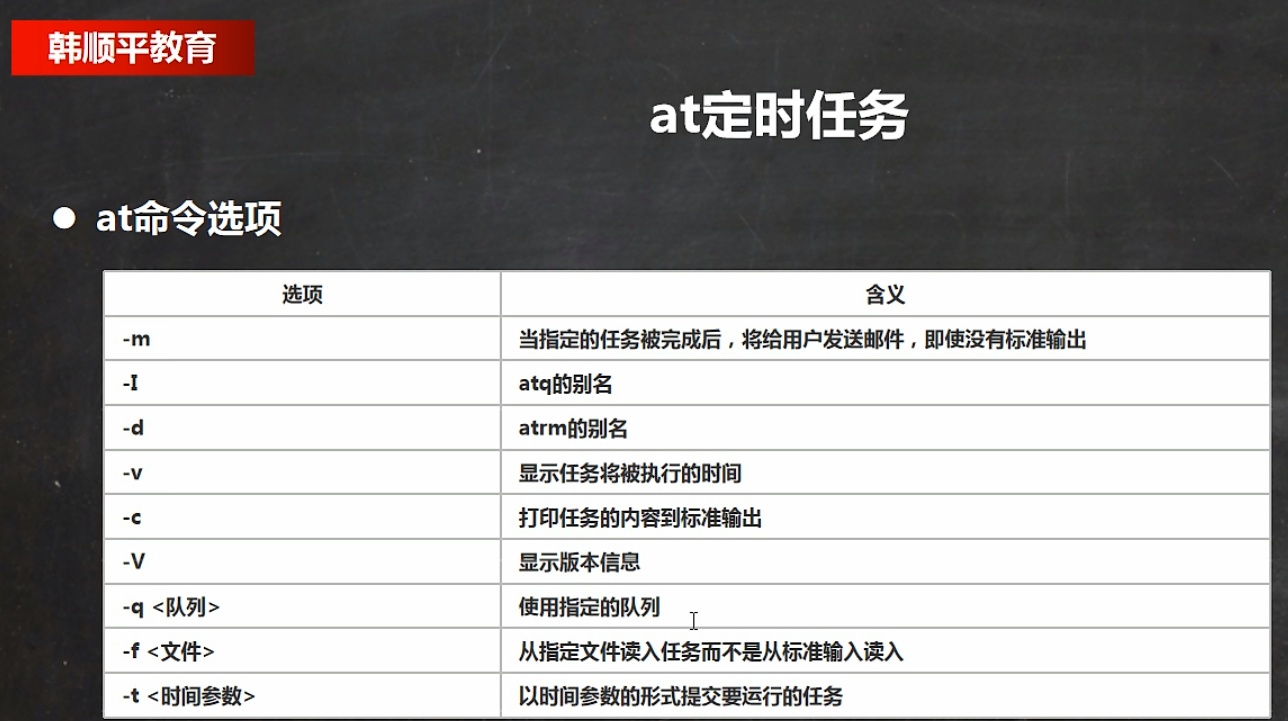 韩顺平教育
at定时任务
● at命令选项
选项 含义
-m 当指定的任务被完成后，将给用户发送邮件，即使没有标准输出
-I atq的别名
-d atrm的别名
-v 显示任务将被执行的时间
-c 打印任务的内容到标准输出
-V 显示版本信息
-q <队列> 使用指定的队列
-f <文件> 从指定文件读入任务而不是从标准输入读入
-t <时间参数> 以时间参数的形式提交要运行的任务